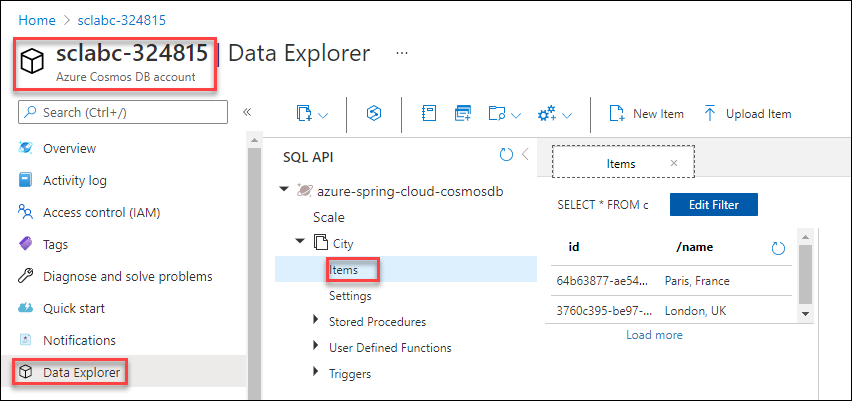 Home > sclabc-324815
sclabc-324815 | Data Explorer ...
Azure Cosmos DB account
Search (Ctrl+/)
Overview
Activity log
Access control (IAM)
Tags
Diagnose and solve problems
Quick start
Notifications
Data Explorer
New Item
Upload Item
SQL API
azure-spring-cloud-cosmosdb
Scale
City
Items
Settings
Stored Procedures
User Defined Functions
Triggers
Items
SELECT * FROM c
Edit Filter
id /name
64b63877-ae54... Paris, France
3760c395-be97-... London, UK
Load more